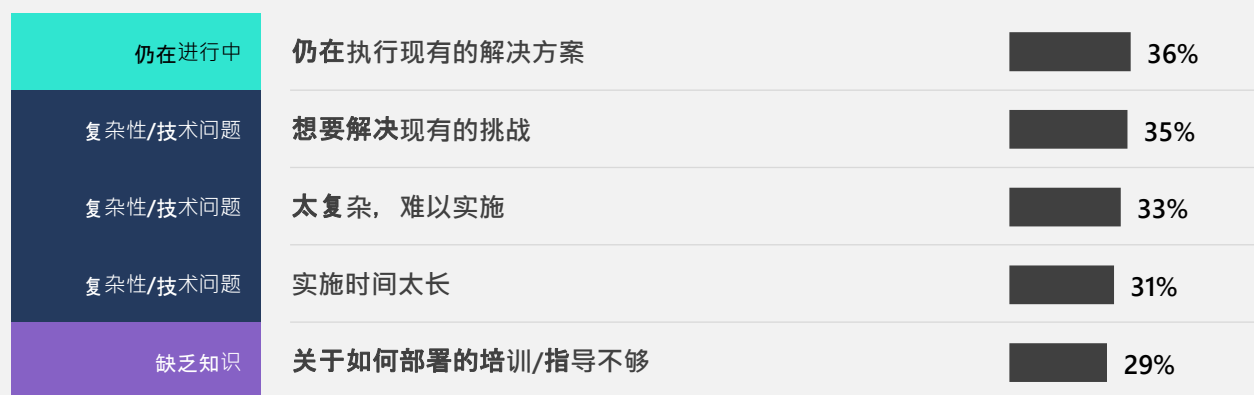 仍在进行中 仍在执行现有的解决方案 36%
复杂性/技术问题 想要解决现有的挑战 35%
复杂性/技术问题 太复杂，难以实施 33%
复杂性/技术问题 实施时间太长 31%
缺乏知识 关于如何部署的培训/指导不够 29%